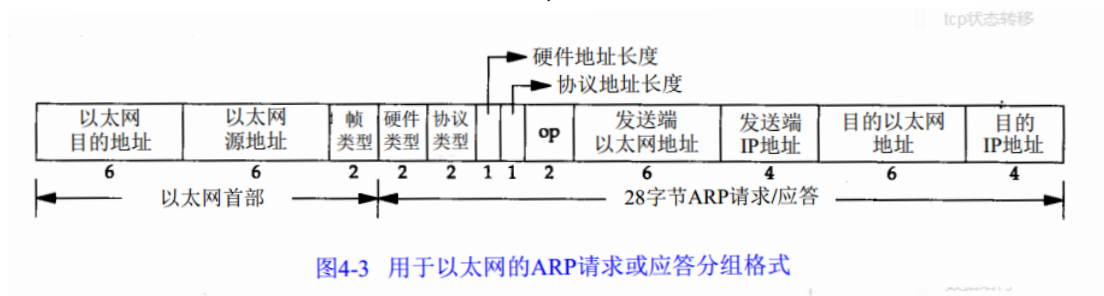 tcp状态转移
硬件地址长度
协议地址长度
以太网
目的地址
以太网
源地址
帧
类型
硬件
类型
协议
类型
op
发送端
以太网地址
发送端
IP地址
目的以太网
地址
目的
IP地址
6 6 2 2 2 1 1 2 6 4 6 4
以太网首部
28字节ARP请求/应答
图4-3 用于以太网的ARP请求或应答分组格式